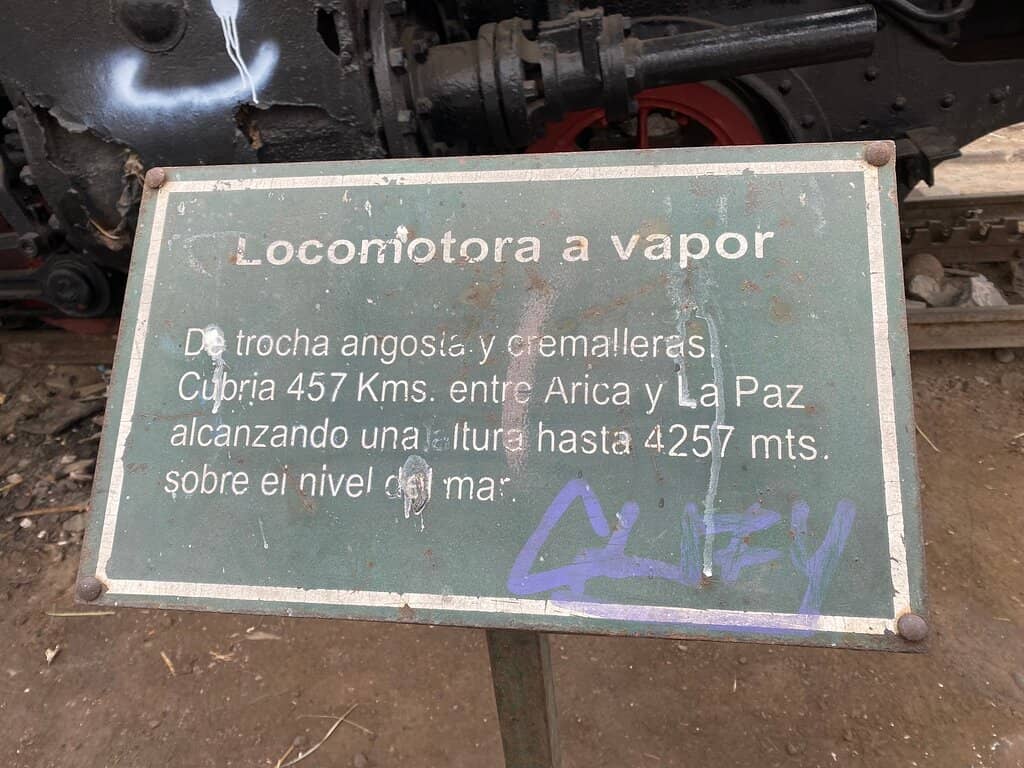 Locomotora a vapor
De trocha angosta y cremalleras.
Cubria 457 Kms. entre Arica y La Paz
alcanzando una altura hasta 4257 mts.
sobre el nivel del mar.